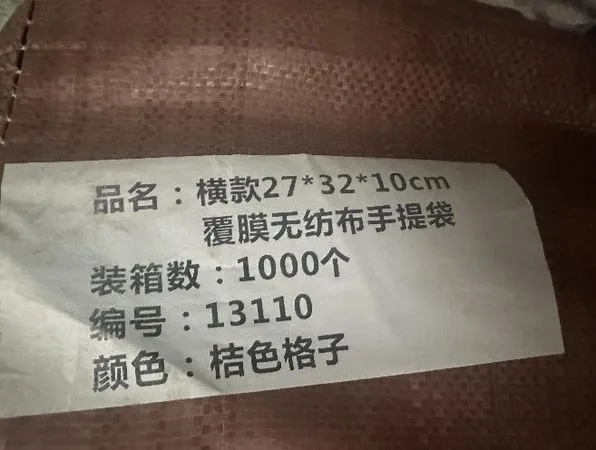 品名：横款27*32*10cm
覆膜无纺布手提袋
装箱数：1000个
编号：13110
颜色：桔色格子